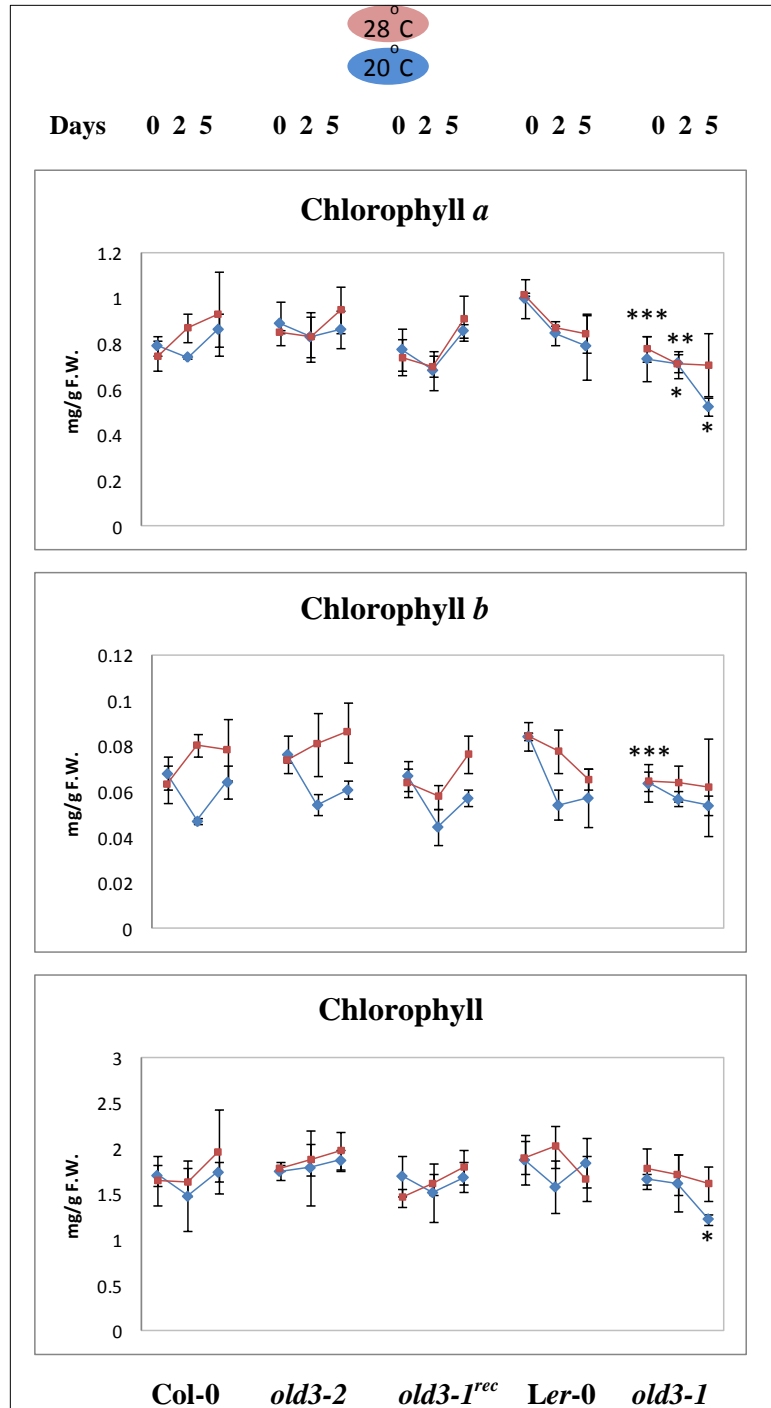 28 °C
20 °C
Days 0 2 5 0 2 5 0 2 5 0 2 5 0 2 5
Chlorophyll a
1.2
1
0.8
0.6
0.4
0.2
0
mg/g F.W.
***
**
*
*
Chlorophyll b
0.12
0.1
0.08
0.06
0.04
0.02
0
mg/g F.W.
***
Chlorophyll
3
2.5
2
1.5
1
0.5
0
mg/g F.W.
*
Col-0 old3-2 old3-1rec Ler-0 old3-1